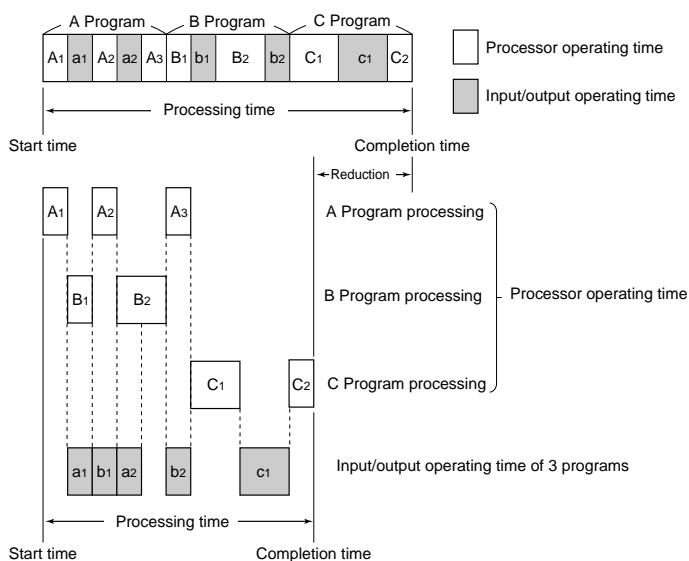 A Program B Program C Program
A1 a1 A2 a2 A3 B1 b1 B2 b2 C1 c1 C2
Processor operating time
Input/output operating time
Processing time
Start time Completion time
Reduction
A1 A2 A3 A Program processing
B1 B2 B Program processing Processor operating time
C1 C2 C Program processing
a1 b1 a2 b2 c1 Input/output operating time of 3 programs
Processing time
Start time Completion time